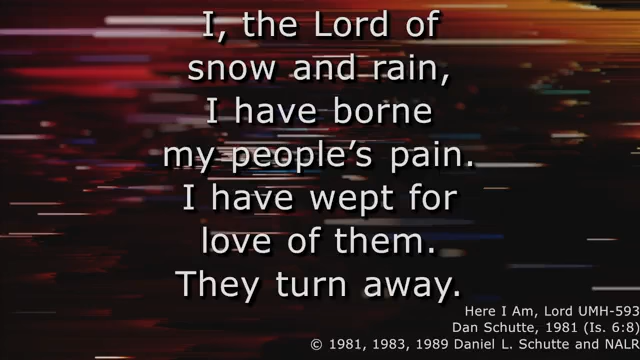 I, the Lord of
snow and rain,
I have borne
my people’s pain.
I have wept for
love of them.
They turn away.
Here I Am, Lord UMH-593
Dan Schutte, 1981 (Is. 6:8)
© 1981, 1983, 1989 Daniel L. Schutte and NALR